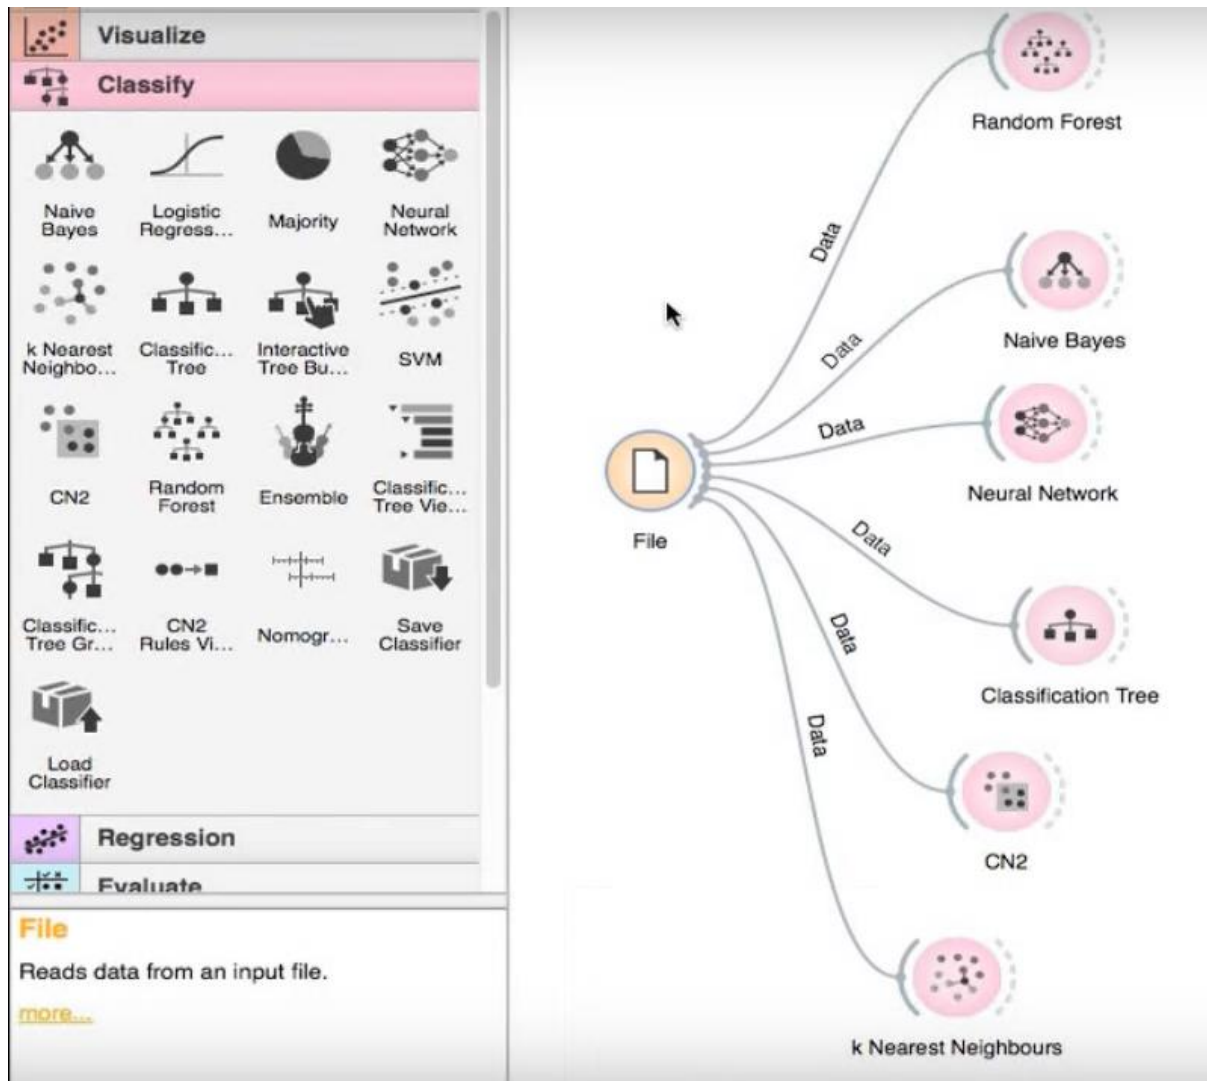 Visualize
Classify
Naive
Bayes
Logistic
Regress...
Majority
Neural
Network
k Nearest
Neighbo...
Classific...
Tree
Interactive
Tree Bu...
SVM
CN2
Random
Forest
Ensemble
Classific...
Tree Vie...
Classific...
Tree Gr...
CN2
Rules Vi...
Nomogr...
Save
Classifier
Load
Classifier
Regression
Evaluate
File
Reads data from an input file.
more...
File
Data
Random Forest
Data
Naive Bayes
Data
Neural Network
Data
Classification Tree
Data
CN2
Data
k Nearest Neighbours